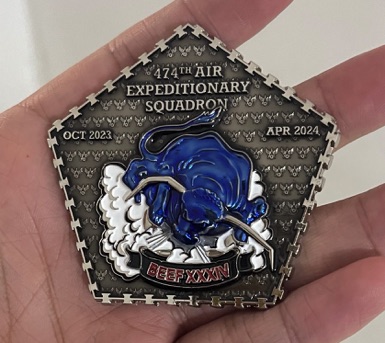 474TH AIR
EXPEDITIONARY
SQUADRON
OCT 2023
APR 2024
BEEF XXXIV